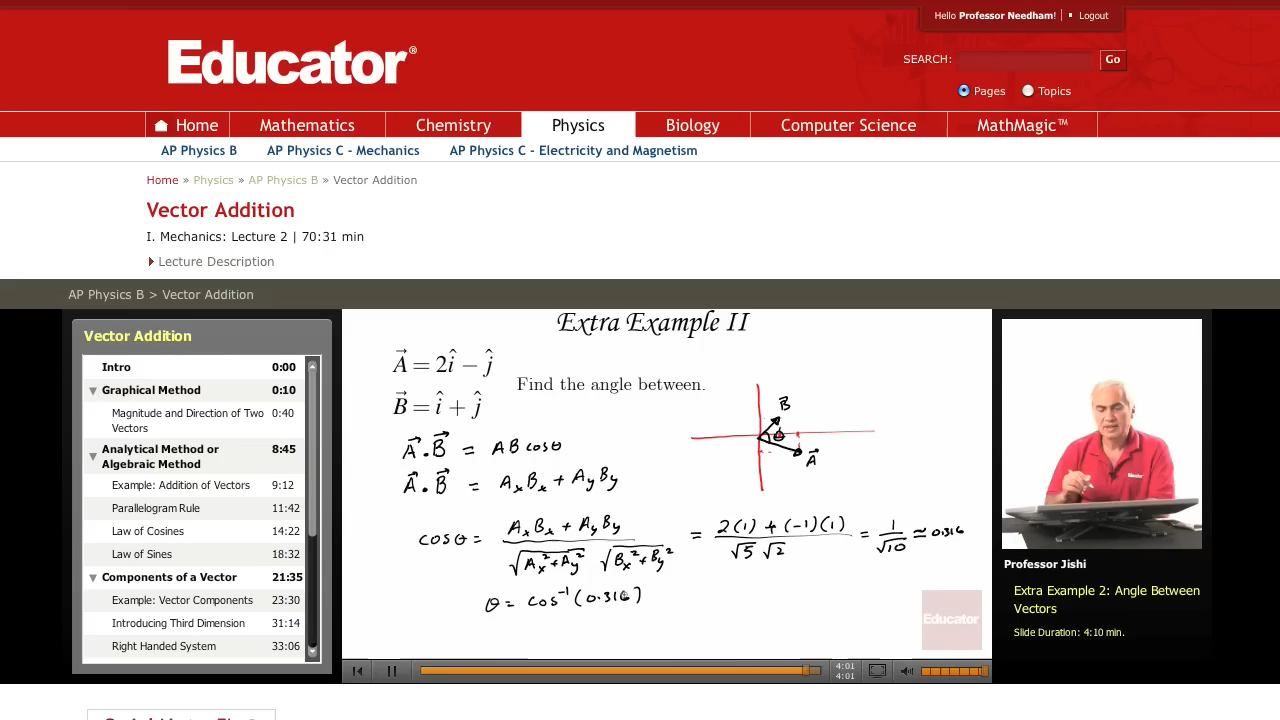 Hello Professor Needham! Logout
Educator®
SEARCH: Go
Pages Topics
Home Mathematics Chemistry Physics Biology Computer Science MathMagic™
AP Physics B AP Physics C - Mechanics AP Physics C - Electricity and Magnetism
Home » Physics » AP Physics B » Vector Addition
Vector Addition
I. Mechanics: Lecture 2 | 70:31 min
Lecture Description
AP Physics B > Vector Addition
Vector Addition
Intro 0:00
Graphical Method 0:10
Magnitude and Direction of Two Vectors 0:40
Analytical Method or Algebraic Method 8:45
Example: Addition of Vectors 9:12
Parallelogram Rule 11:42
Law of Cosines 14:22
Law of Sines 18:32
Components of a Vector 21:35
Example: Vector Components 23:30
Introducing Third Dimension 31:14
Right Handed System 33:06
Extra Example II
A⃗ = 2î − ĵ
Find the angle between.
B⃗ = î + ĵ
B⃗
θ
A⃗
A⃗ . B⃗ = A B cos θ
A⃗ . B⃗ = AₓBₓ + A_y B_y
cos θ = (AₓBₓ + A_y B_y) / (√(Aₓ² + A_y²) √(Bₓ² + B_y²)) = (2(1) + (-1)(1)) / (√5 √2) = 1/√10 ≃ 0.316
θ = cos⁻¹(0.316)
Educator
4:01
4:01
Educator
Professor Jishi
Extra Example 2: Angle Between
Vectors
Slide Duration: 4:10 min.